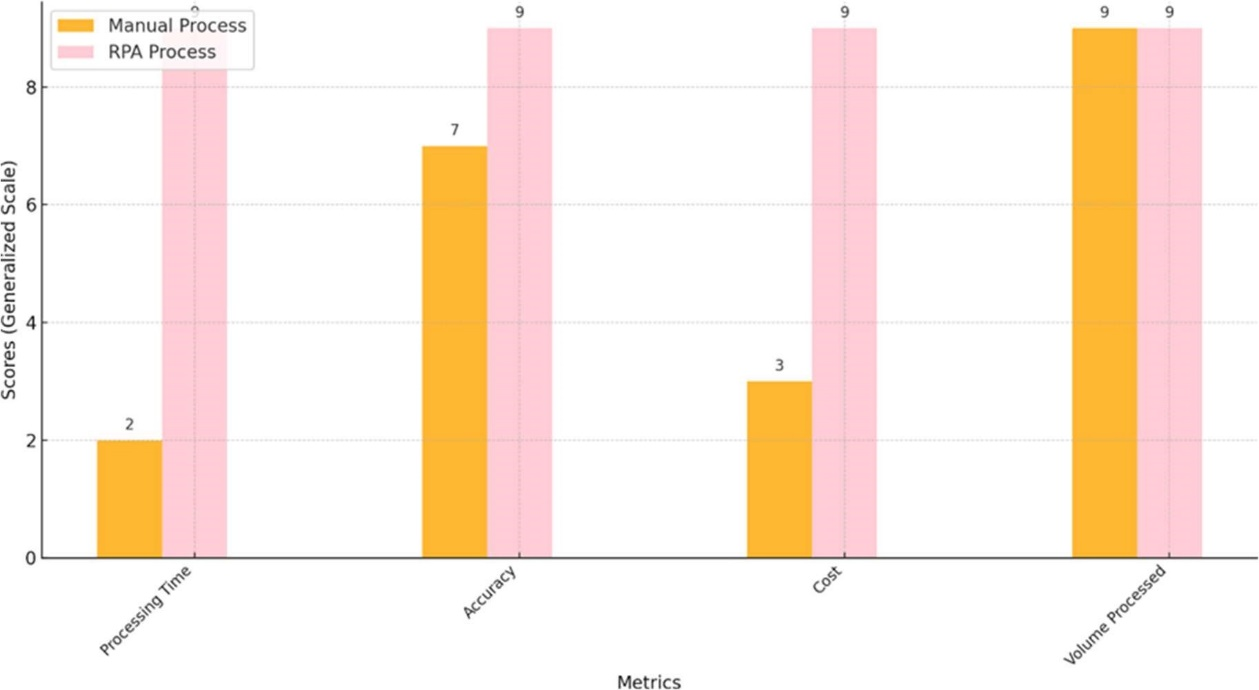 9
Manual Process
RPA Process
9
9
9
9
8
7
6
4
3
2
2
0
Scores (Generalized Scale)
Processing Time
Accuracy
Cost
Volume Processed
Metrics